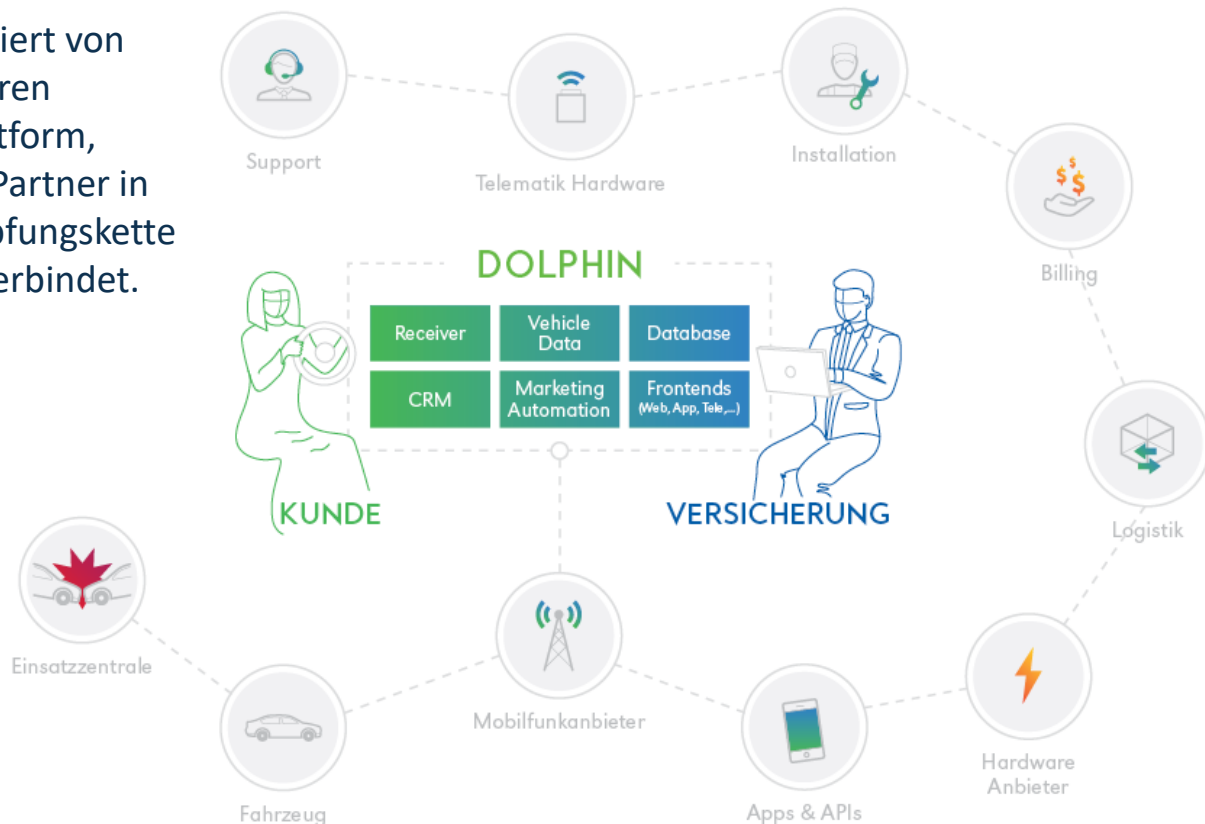 iert von
ren
tform,
Partner in
pfungskette
erbindet.
Support
Telematik Hardware
Installation
Billing
DOLPHIN
Receiver
Vehicle
Data
Database
CRM
Marketing
Automation
Frontends
(Web, App, Tele,...)
KUNDE
VERSICHERUNG
Logistik
Einsatzzentrale
Fahrzeug
Mobilfunkanbieter
Apps & APIs
Hardware
Anbieter